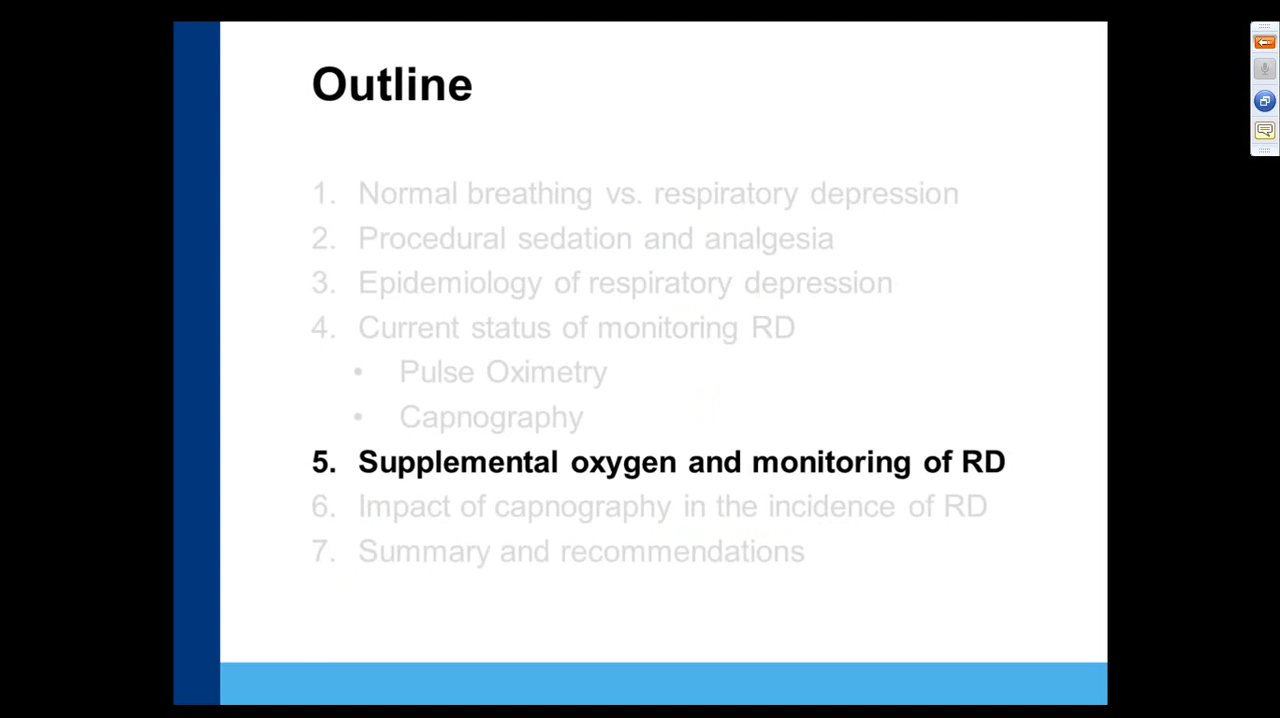 Outline
1. Normal breathing vs. respiratory depression
2. Procedural sedation and analgesia
3. Epidemiology of respiratory depression
4. Current status of monitoring RD
• Pulse Oximetry
• Capnography
5. Supplemental oxygen and monitoring of RD
6. Impact of capnography in the incidence of RD
7. Summary and recommendations